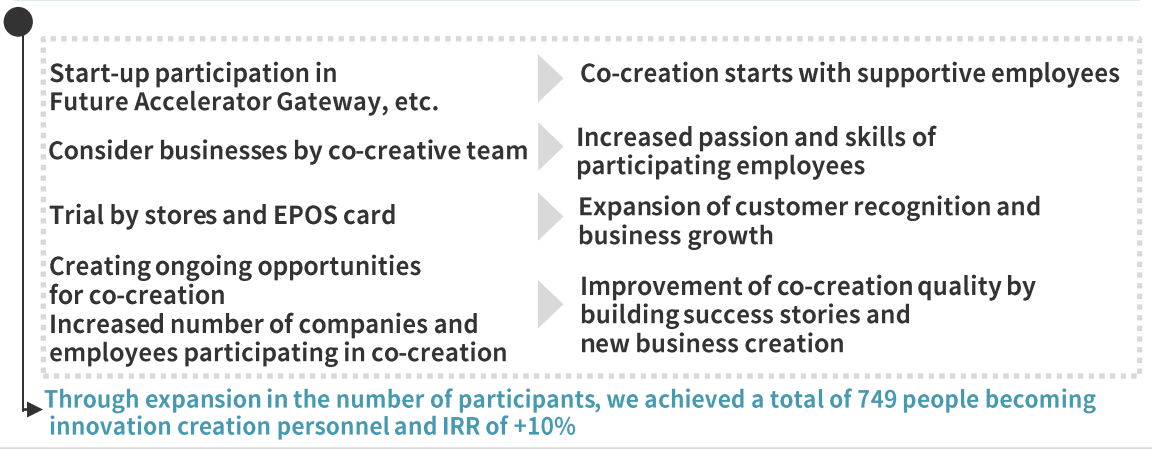 Start-up participation in
Future Accelerator Gateway, etc.
Co-creation starts with supportive employees
Consider businesses by co-creative team
Increased passion and skills of
participating employees
Trial by stores and EPOS card
Expansion of customer recognition and
business growth
Creating ongoing opportunities
for co-creation
Increased number of companies and
employees participating in co-creation
Improvement of co-creation quality by
building success stories and
new business creation
Through expansion in the number of participants, we achieved a total of 749 people becoming
innovation creation personnel and IRR of +10%